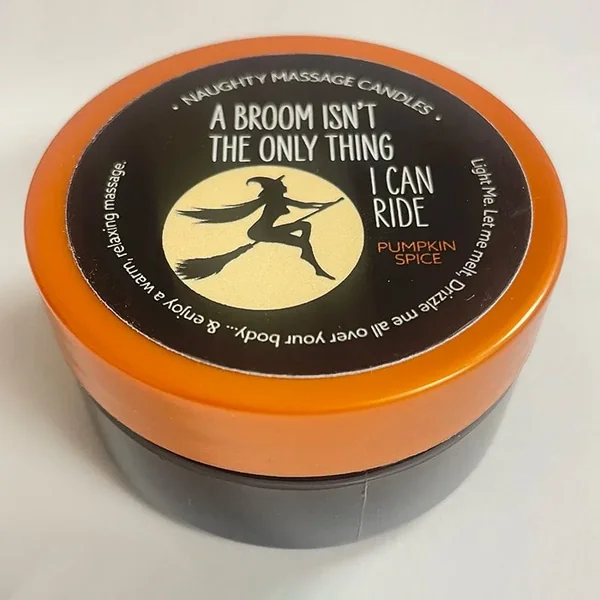 • NAUGHTY MASSAGE CANDLES •
A BROOM ISN'T
THE ONLY THING
I CAN
RIDE
PUMPKIN
SPICE
Light Me. Let me melt, Drizzle me all over your body... & enjoy a warm, relaxing massage.